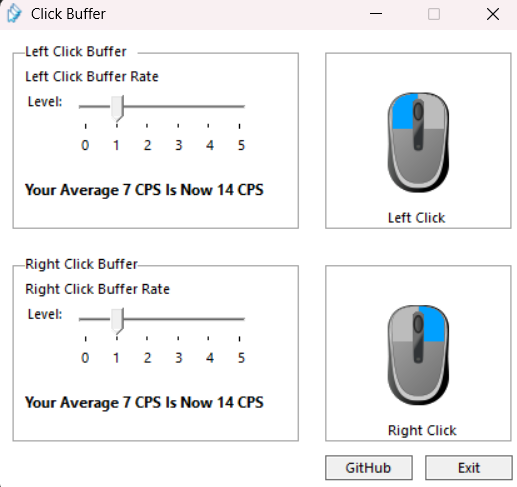 Click Buffer
Left Click Buffer
Left Click Buffer Rate
Level:
0 1 2 3 4 5
Your Average 7 CPS Is Now 14 CPS
Left Click
Right Click Buffer
Right Click Buffer Rate
Level:
0 1 2 3 4 5
Your Average 7 CPS Is Now 14 CPS
Right Click
GitHub Exit